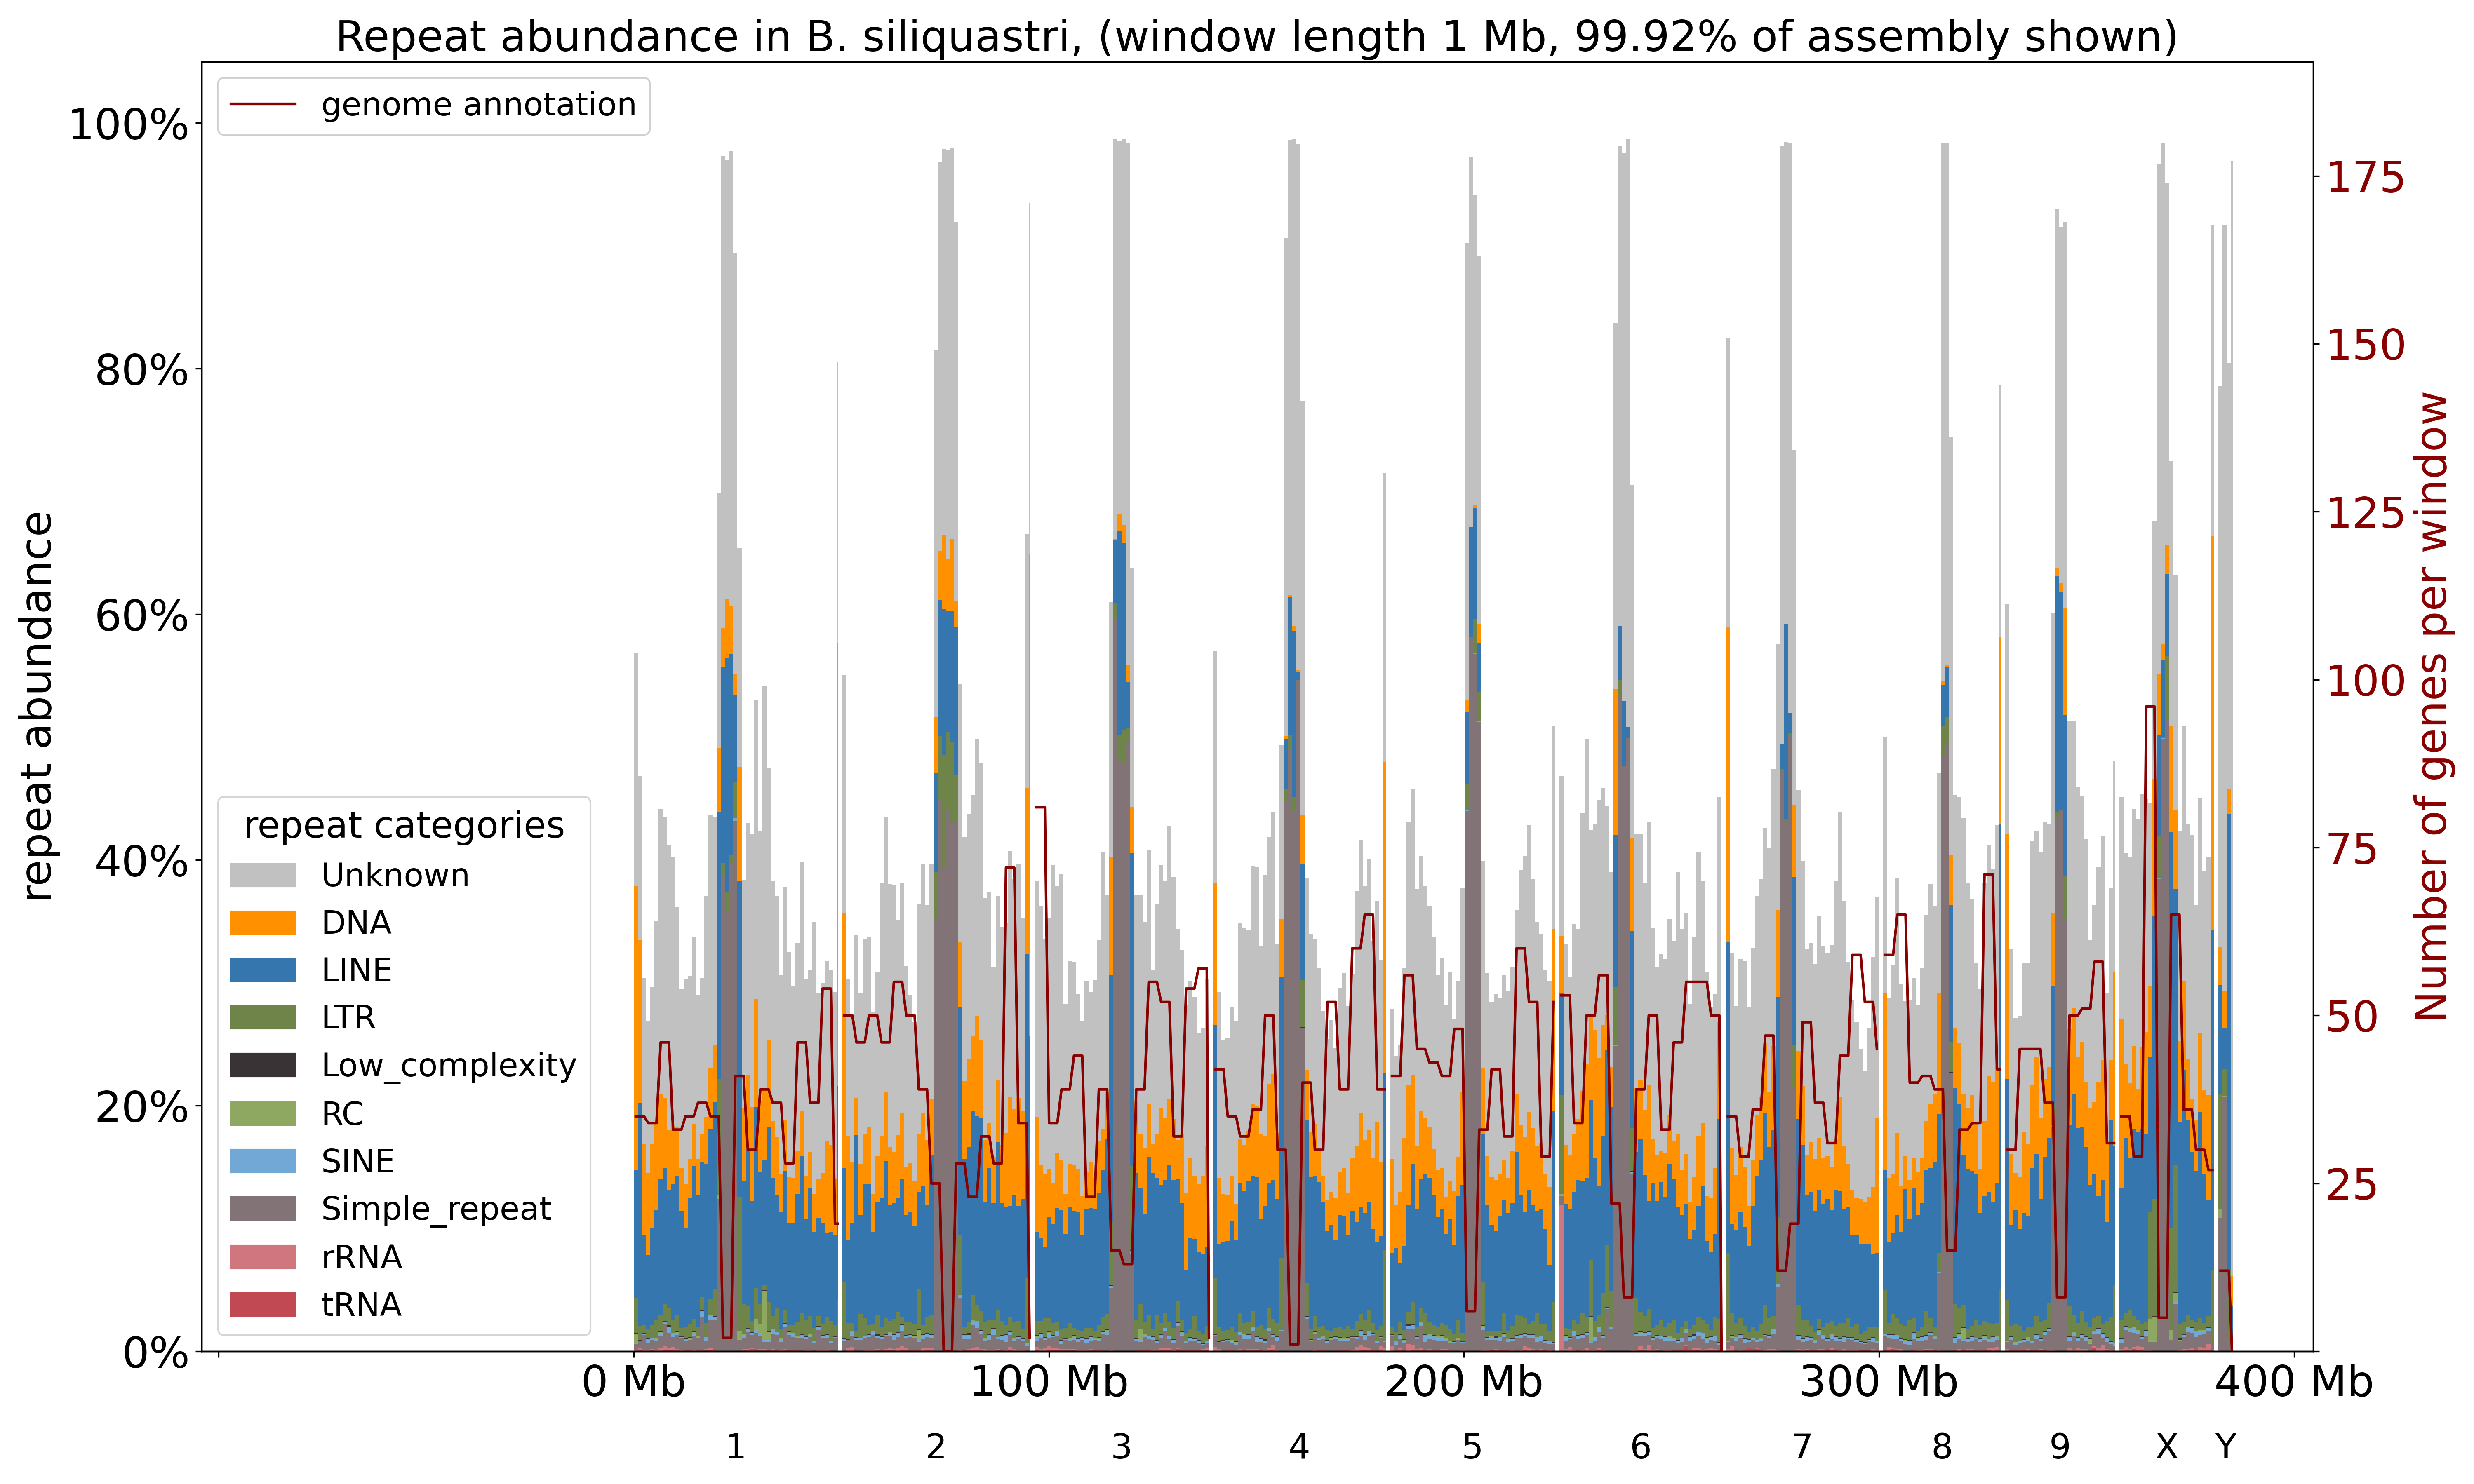 Repeat abundance in B. siliquastri, (window length 1 Mb, 99.92% of assembly shown)
genome annotation
100%
80%
60%
40%
20%
0%
repeat abundance
repeat categories
Unknown
DNA
LINE
LTR
Low_complexity
RC
SINE
Simple_repeat
rRNA
tRNA
175
150
125
100
75
50
25
Number of genes per window
0 Mb 100 Mb 200 Mb 300 Mb 400 Mb
1 2 3 4 5 6 7 8 9 X Y